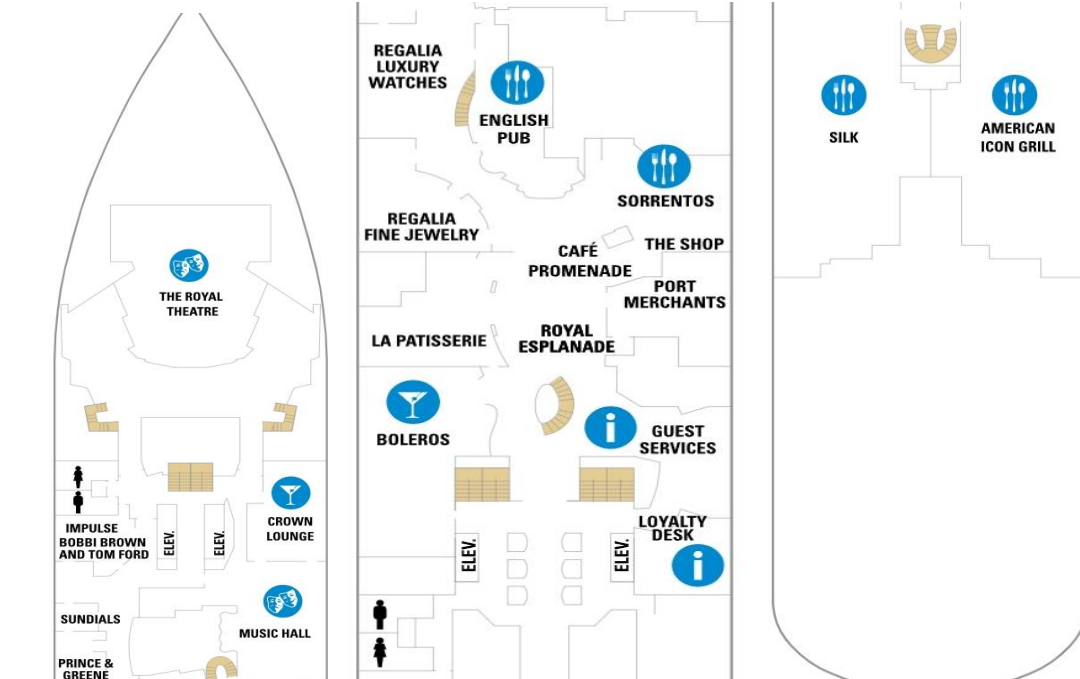 THE ROYAL
THEATRE
IMPULSE
BOBBI BROWN
AND TOM FORD
ELEV.
ELEV.
CROWN
LOUNGE
SUNDIALS
MUSIC HALL
PRINCE &
GREENE
REGALIA
LUXURY
WATCHES
ENGLISH
PUB
SORRENTOS
REGALIA
FINE JEWELRY
CAFÉ
PROMENADE
THE SHOP
PORT
MERCHANTS
LA PATISSERIE
ROYAL
ESPLANADE
BOLEROS
GUEST
SERVICES
LOYALTY
DESK
ELEV.
ELEV.
SILK
AMERICAN
ICON GRILL